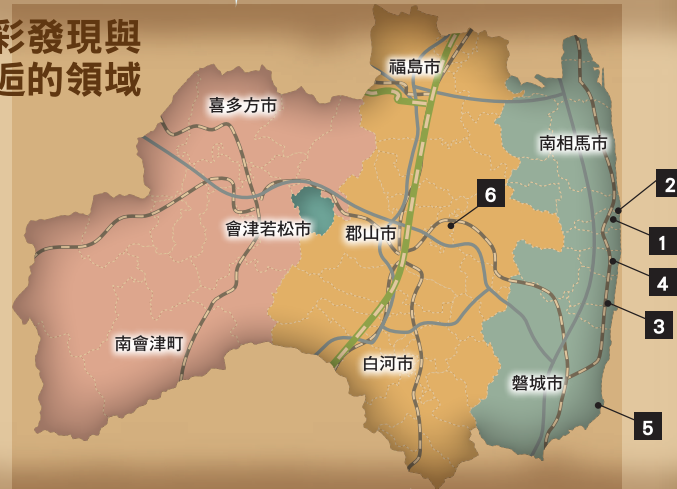 彩發現與
逅的領域
福島市
喜多方市
南相馬市
2
6
會津若松市
郡山市
1
4
3
南會津町
白河市
磐城市
5